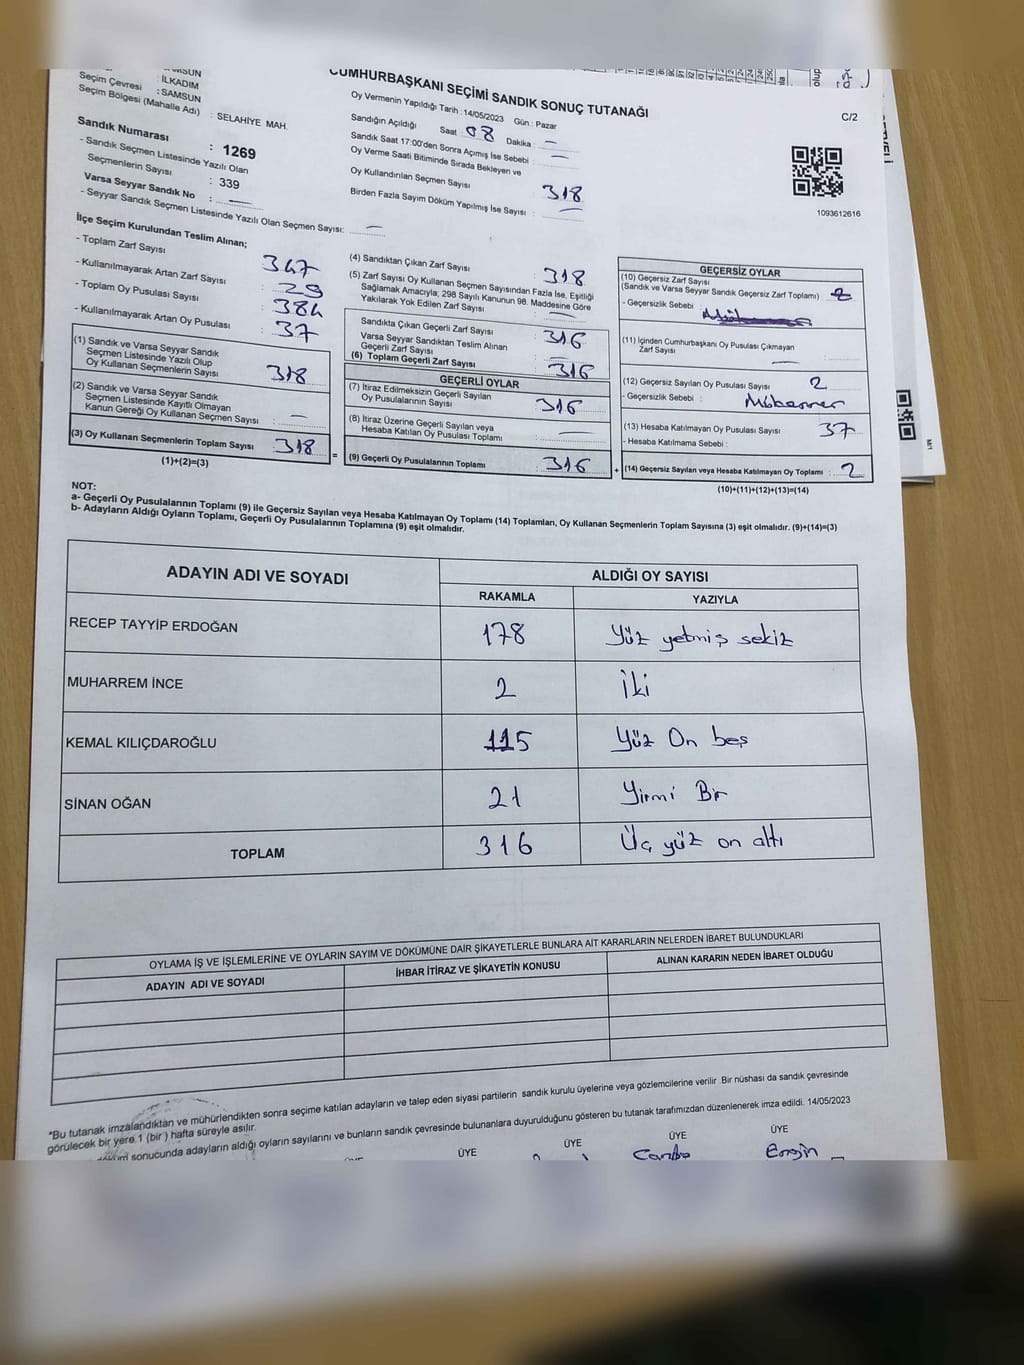 CUMHURBAŞKANI SEÇİMİ SANDIK SONUÇ TUTANAĞI
C/2
: İLKADIM
Seçim Çevresi : SAMSUN
Seçim Bölgesi (Mahalle Adı) : SELAHİYE MAH.
Sandık Numarası : 1269
- Sandık Seçmen Listesinde Yazılı Olan
Seçmenlerin Sayısı : 339
Varsa Seyyar Sandık No : —
- Seyyar Sandık Seçmen Listesinde Yazılı Olan Seçmen Sayısı: —
Oy Vermenin Yapıldığı Tarih : 14/05/2023 Gün : Pazar
Sandığın Açıldığı Saat 08 Dakika : —
Sandık Saat 17:00'den Sonra Açımış İse Sebebi : —
Oy Verme Saati Bitiminde Sırada Bekleyen ve
Oy Kullandırılan Seçmen Sayısı 318
Birden Fazla Sayım Döküm Yapılmış İse Sayısı : —
1093612616
İlçe Seçim Kurulundan Teslim Alınan;
- Toplam Zarf Sayısı : 347
- Kullanılmayarak Artan Zarf Sayısı : 29
- Toplam Oy Pusulası Sayısı : 384
- Kullanılmayarak Artan Oy Pusulası : 37
(1) Sandık ve Varsa Seyyar Sandık
Seçmen Listesinde Yazılı Olup
Oy Kullanan Seçmenlerin Sayısı : 318
(2) Sandık ve Varsa Seyyar Sandık
Seçmen Listesinde Kayıtlı Olmayan
Kanun Gereği Oy Kullanan Seçmen Sayısı : —
(3) Oy Kullanan Seçmenlerin Toplam Sayısı : 318
(1)+(2)=(3)
=
(4) Sandıktan Çıkan Zarf Sayısı : 318
(5) Zarf Sayısı Oy Kullanan Seçmen Sayısından Fazla İse, Eşitliği
Sağlamak Amacıyla, 298 Sayılı Kanunun 98. Maddesine Göre
Yakılarak Yok Edilen Zarf Sayısı : —
Sandıkta Çıkan Geçerli Zarf Sayısı : 316
Varsa Seyyar Sandıktan Teslim Alınan
Geçerli Zarf Sayısı : —
(6) Toplam Geçerli Zarf Sayısı : 316
GEÇERLİ OYLAR
(7) İtiraz Edilmeksizin Geçerli Sayılan
Oy Pusulalarının Sayısı : 316
(8) İtiraz Üzerine Geçerli Sayılan veya
Hesaba Katılan Oy Pusulası Toplamı : —
(9) Geçerli Oy Pusulalarının Toplamı : 316
+
GEÇERSİZ OYLAR
(10) Geçersiz Zarf Sayısı
(Sandık ve Varsa Seyyar Sandık Geçersiz Zarf Toplamı) :
- Geçersizlik Sebebi :
(11) İçinden Cumhurbaşkanı Oy Pusulası Çıkmayan
Zarf Sayısı : —
(12) Geçersiz Sayılan Oy Pusulası Sayısı : 2
- Geçersizlik Sebebi : Mükerrer
(13) Hesaba Katılmayan Oy Pusulası Sayısı : 37
- Hesaba Katılmama Sebebi :
(14) Geçersiz Sayılan veya Hesaba Katılmayan Oy Toplamı : 2
(10)+(11)+(12)+(13)=(14)
NOT:
a- Geçerli Oy Pusulalarının Toplamı (9) ile Geçersiz Sayılan veya Hesaba Katılmayan Oy Toplamı (14) Toplamları, Oy Kullanan Seçmenlerin Toplam Sayısına (3) eşit olmalıdır. (9)+(14)=(3)
b- Adayların Aldığı Oyların Toplamı, Geçerli Oy Pusulalarının Toplamına (9) eşit olmalıdır.
ADAYIN ADI VE SOYADI ALDIĞI OY SAYISI
RAKAMLA YAZIYLA
RECEP TAYYİP ERDOĞAN 178 Yüz yetmiş sekiz
MUHARREM İNCE 2 İki
KEMAL KILIÇDAROĞLU 115 Yüz On beş
SİNAN OĞAN 21 Yirmi Bir
TOPLAM 316 Üç yüz on altı
OYLAMA İŞ VE İŞLEMLERİNE VE OYLARIN SAYIM VE DÖKÜMÜNE DAİR ŞİKAYETLERLE BUNLARA AİT KARARLARIN NELERDEN İBARET BULUNDUKLARI
ADAYIN ADI VE SOYADI İHBAR İTİRAZ VE ŞİKAYETİN KONUSU ALINAN KARARIN NEDEN İBARET OLDUĞU
*Bu tutanak imzalandıktan ve mühürlendikten sonra seçime katılan adayların ve talep eden siyasi partilerin sandık kurulu üyelerine veya gözlemcilerine verilir .Bir nüshası da sandık çevresinde
görülecek bir yere 1 (bir ) hafta süreyle asılır.
sonucunda adayların aldığı oyların sayılarını ve bunların sandık çevresinde bulunanlara duyurulduğunu gösteren bu tutanak tarafımızdan düzenlenerek imza edildi. 14/05/2023
ÜYE ÜYE ÜYE ÜYE
Engin